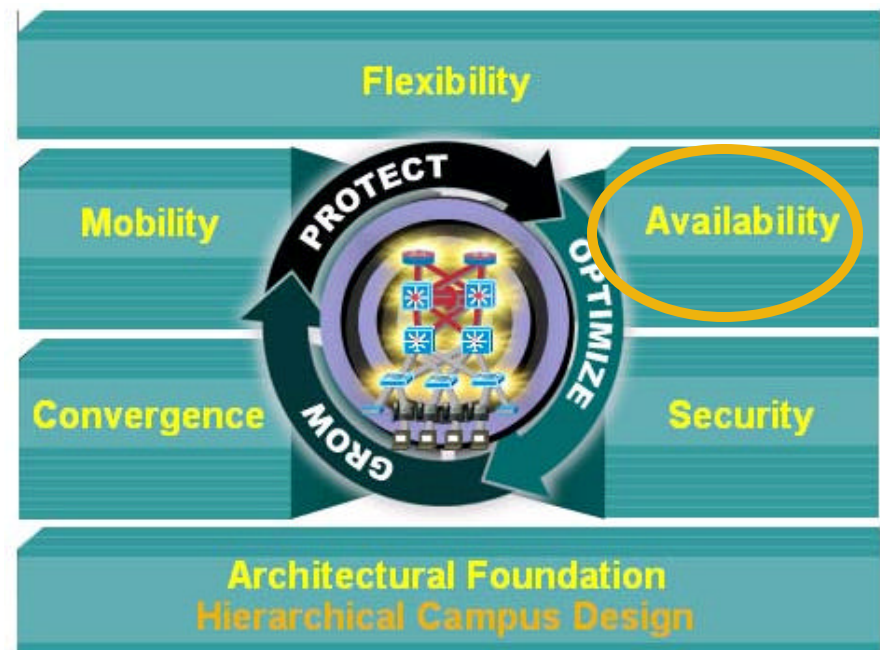 Flexibility
Mobility
PROTECT
OPTIMIZE
GROW
Availability
Convergence
Security
Architectural Foundation
Hierarchical Campus Design